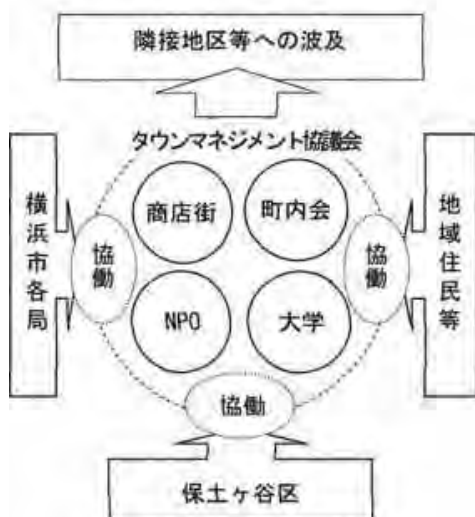 隣接地区等への波及
タウンマネジメント協議会
横浜市各局
商店街
町内会
地域住民等
協働
協働
NPO
大学
協働
保土ヶ谷区